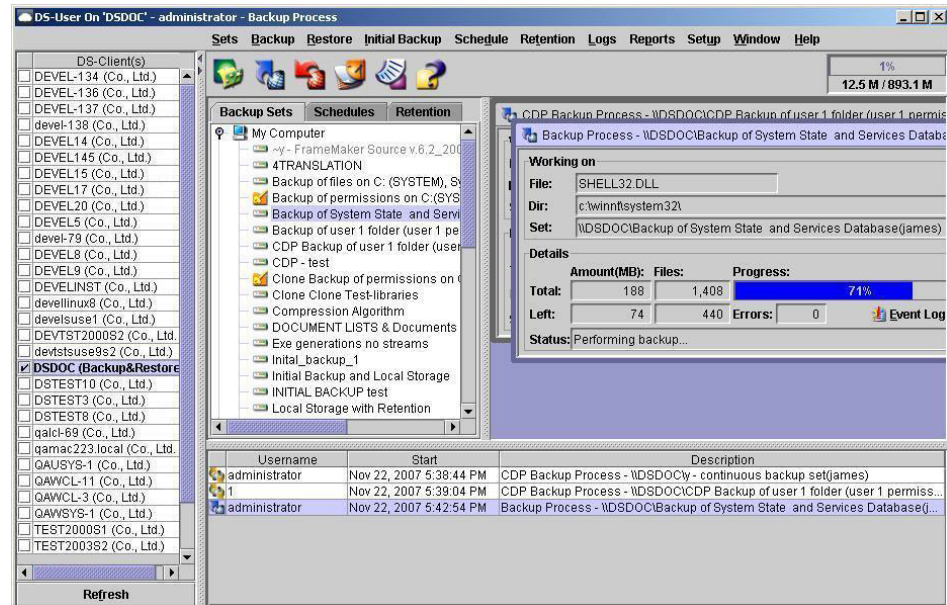 DS-User On 'DSDOC' - administrator - Backup Process
Sets Backup Restore Initial Backup Schedule Retention Logs Reports Setup Window Help
1%
12.5 M / 893.1 M
DS-Client(s)
DEVEL-134 (Co., Ltd.)
DEVEL-136 (Co., Ltd.)
DEVEL-137 (Co., Ltd.)
devel-138 (Co., Ltd.)
DEVEL14 (Co., Ltd.)
DEVEL145 (Co., Ltd.)
DEVEL15 (Co., Ltd.)
DEVEL17 (Co., Ltd.)
DEVEL20 (Co., Ltd.)
DEVEL5 (Co., Ltd.)
devel-79 (Co., Ltd.)
DEVEL8 (Co., Ltd.)
DEVEL9 (Co., Ltd.)
DEVELINST (Co., Ltd.)
devellinux8 (Co., Ltd.)
develsuse1 (Co., Ltd.)
DEVTST2000S2 (Co., Ltd.
devtstsuse9s2 (Co., Ltd.)
DSDOC (Backup&Restore
DSTEST10 (Co., Ltd.)
DSTEST3 (Co., Ltd.)
DSTEST8 (Co., Ltd.)
qalcl-69 (Co., Ltd.)
qamac223.local (Co., Ltd.
QAUSYS-1 (Co., Ltd.)
QAWCL-11 (Co., Ltd.)
QAWCL-3 (Co., Ltd.)
QAWSYS-1 (Co., Ltd.)
TEST2000S1 (Co., Ltd.)
TEST2003S2 (Co., Ltd.)
Refresh
Backup Sets Schedules Retention
My Computer
~y - FrameMaker Source v.6.2_200
4TRANSLATION
Backup of files on C: (SYSTEM), Sy
Backup of permissions on C:(SYS
Backup of System State and Servi
Backup of user 1 folder (user 1 pe
CDP Backup of user 1 folder (user
CDP - test
Clone Backup of permissions on
Clone Clone Test-libraries
Compression Algorithm
DOCUMENT LISTS & Documents
Exe generations no streams
Inital_backup_1
Initial Backup and Local Storage
INITIAL BACKUP test
Local Storage with Retention
CDP Backup Process - \\DSDOC\CDP Backup of user 1 folder (user 1 permis
Backup Process - \\DSDOC\Backup of System State and Services Databa
Working on
File: SHELL32.DLL
Dir: c:\winnt\system32\
Set: \\DSDOC\Backup of System State and Services Database(james)
Details
Amount(MB): Files: Progress:
Total: 188 1,408 71%
Left: 74 440 Errors: 0 Event Log
Status: Performing backup...
Username Start Description
administrator Nov 22, 2007 5:38:44 PM CDP Backup Process - \\DSDOC\y - continuous backup set(james)
1 Nov 22, 2007 5:39:04 PM CDP Backup Process - \\DSDOC\CDP Backup of user 1 folder (user 1 permiss...
administrator Nov 22, 2007 5:42:54 PM Backup Process - \\DSDOC\Backup of System State and Services Database(j...